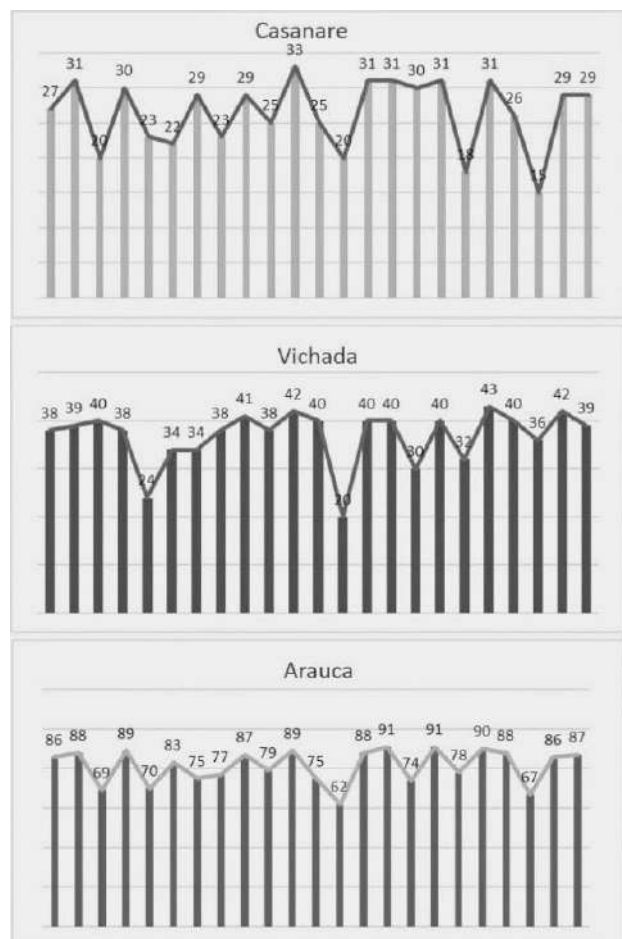 Casanare
27 31 20 30 23 22 29 23 29 25 33 25 20 31 31 30 31 18 31 26 15 29 29
Vichada
38 39 40 38 24 34 34 38 41 38 42 40 20 40 40 30 40 32 43 40 36 42 39
Arauca
86 88 69 89 70 83 75 77 87 79 89 75 62 88 91 74 91 78 90 88 67 86 87